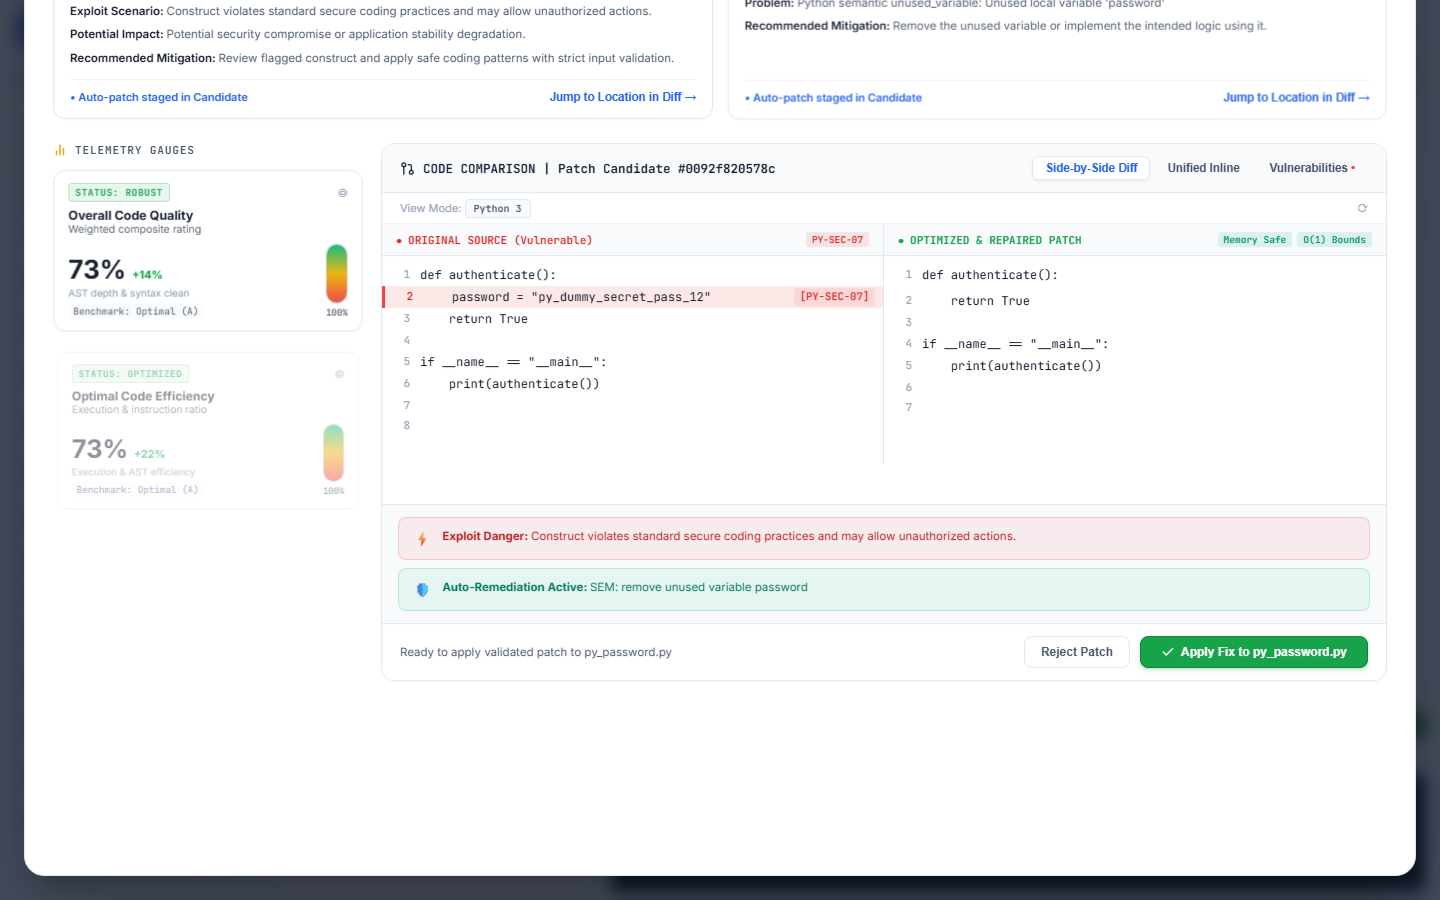 Exploit Scenario: Construct violates standard secure coding practices and may allow unauthorized actions.
Potential Impact: Potential security compromise or application stability degradation.
Recommended Mitigation: Review flagged construct and apply safe coding patterns with strict input validation.
• Auto-patch staged in Candidate
Jump to Location in Diff →
Problem: Python semantic unused_variable: Unused local variable 'password'
Recommended Mitigation: Remove the unused variable or implement the intended logic using it.
• Auto-patch staged in Candidate
Jump to Location in Diff →
TELEMETRY GAUGES
STATUS: ROBUST
Overall Code Quality
Weighted composite rating
73% +14%
AST depth & syntax clean
Benchmark: Optimal (A)
100%
STATUS: OPTIMIZED
Optimal Code Efficiency
Execution & instruction ratio
73% +22%
Execution & AST efficiency
Benchmark: Optimal (A)
100%
CODE COMPARISON | Patch Candidate #0092f820578c
Side-by-Side Diff
Unified Inline
Vulnerabilities •
View Mode: Python 3
• ORIGINAL SOURCE (Vulnerable)
PY-SEC-07
1 def authenticate():
2 password = "py_dummy_secret_pass_12" [PY-SEC-07]
3 return True
4
5 if __name__ == "__main__":
6 print(authenticate())
7
8
• OPTIMIZED & REPAIRED PATCH
Memory Safe
O(1) Bounds
1 def authenticate():
2 return True
3
4 if __name__ == "__main__":
5 print(authenticate())
6
7
Exploit Danger: Construct violates standard secure coding practices and may allow unauthorized actions.
Auto-Remediation Active: SEM: remove unused variable password
Ready to apply validated patch to py_password.py
Reject Patch
✓ Apply Fix to py_password.py